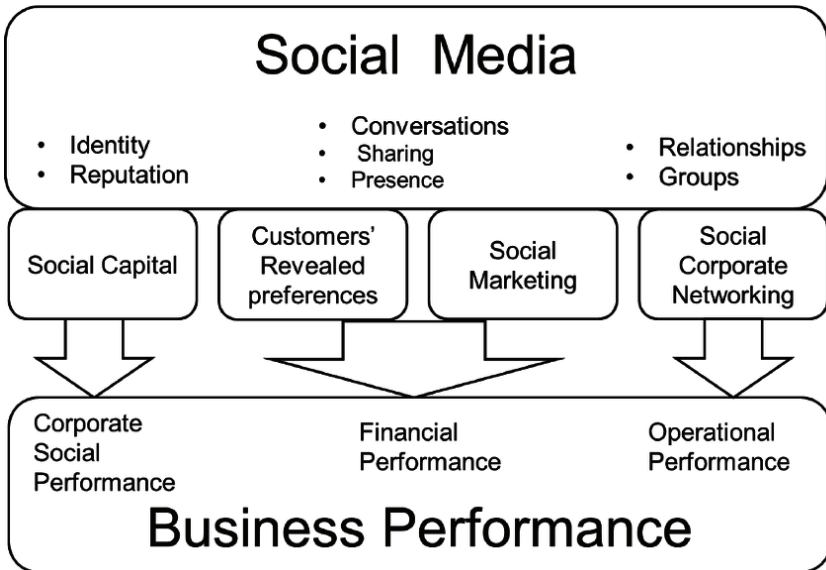 Social Media
• Identity
• Reputation
• Conversations
• Sharing
• Presence
• Relationships
• Groups
Social Capital
Customers’
Revealed
preferences
Social
Marketing
Social
Corporate
Networking
Corporate
Social
Performance
Financial
Performance
Operational
Performance
Business Performance